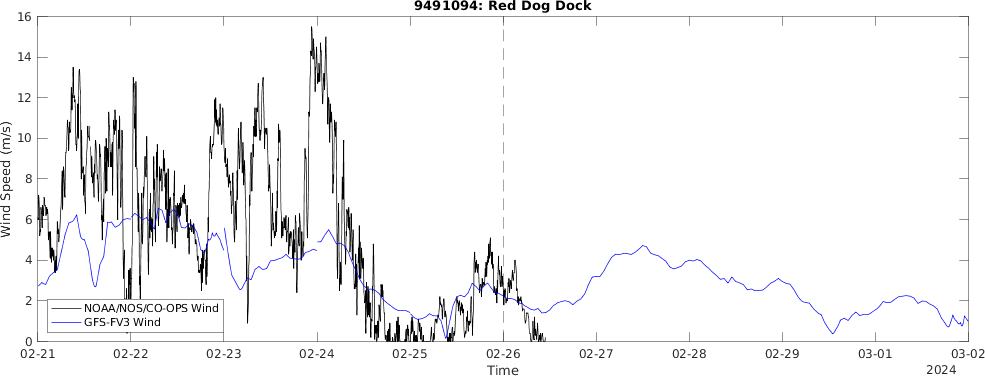 9491094: Red Dog Dock
16
14
12
10
8
6
4
2
0
Wind Speed (m/s)
NOAA/NOS/CO-OPS Wind
GFS-FV3 Wind
02-21 02-22 02-23 02-24 02-25 02-26 02-27 02-28 02-29 03-01 03-02
Time
2024